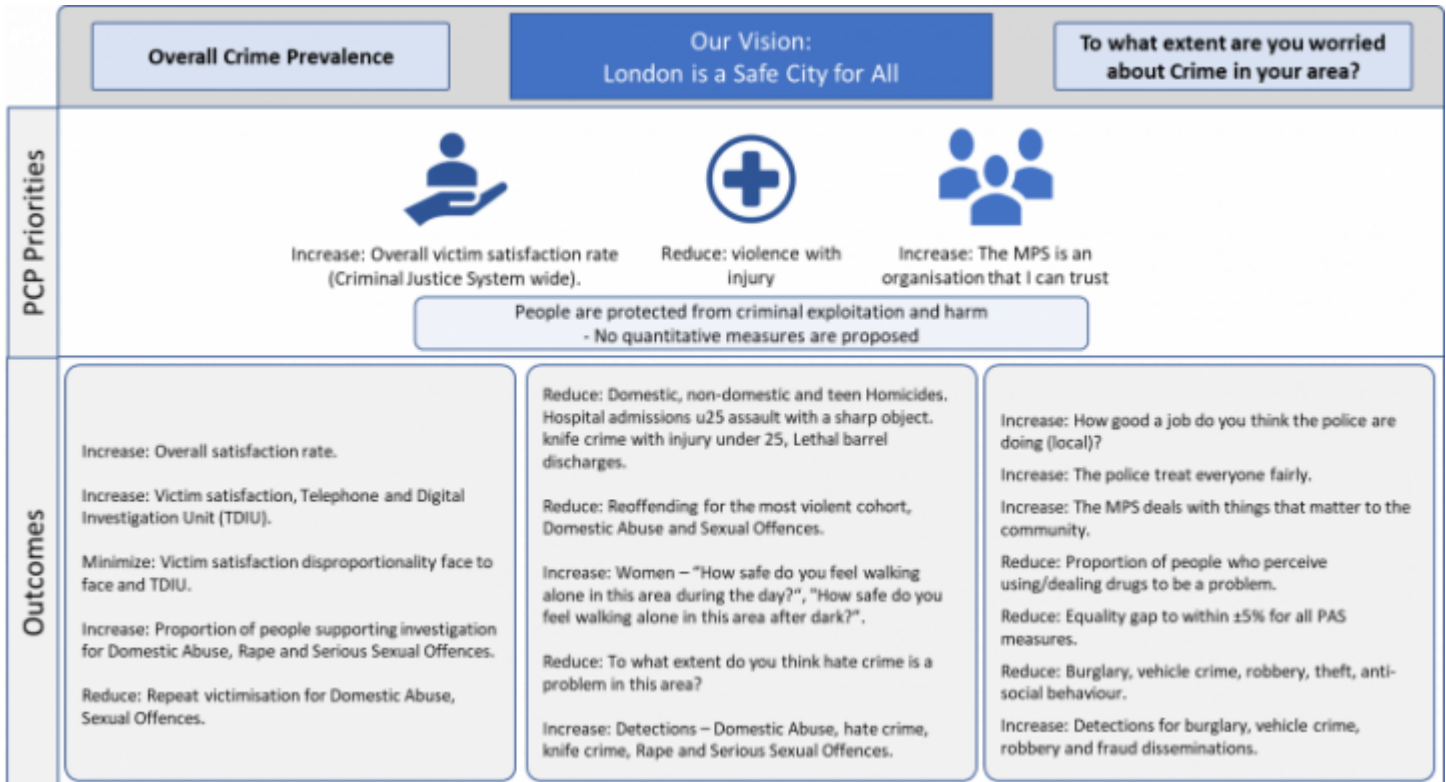 Overall Crime Prevalence
Our Vision:
London is a Safe City for All
To what extent are you worried
about Crime in your area?
PCP Priorities
Increase: Overall victim satisfaction rate
(Criminal Justice System wide).
Reduce: violence with
injury
Increase: The MPS is an
organisation that I can trust
People are protected from criminal exploitation and harm
- No quantitative measures are proposed
Outcomes
Increase: Overall satisfaction rate.
Increase: Victim satisfaction, Telephone and Digital
Investigation Unit (TDIU).
Minimize: Victim satisfaction disproportionality face to
face and TDIU.
Increase: Proportion of people supporting investigation
for Domestic Abuse, Rape and Serious Sexual Offences.
Reduce: Repeat victimisation for Domestic Abuse,
Sexual Offences.
Reduce: Domestic, non-domestic and teen Homicides.
Hospital admissions u25 assault with a sharp object.
knife crime with injury under 25, Lethal barrel
discharges.
Reduce: Reoffending for the most violent cohort,
Domestic Abuse and Sexual Offences.
Increase: Women – "How safe do you feel walking
alone in this area during the day?", "How safe do you
feel walking alone in this area after dark?".
Reduce: To what extent do you think hate crime is a
problem in this area?
Increase: Detections – Domestic Abuse, hate crime,
knife crime, Rape and Serious Sexual Offences.
Increase: How good a job do you think the police are
doing (local)?
Increase: The police treat everyone fairly.
Increase: The MPS deals with things that matter to the
community.
Reduce: Proportion of people who perceive
using/dealing drugs to be a problem.
Reduce: Equality gap to within ±5% for all PAS
measures.
Reduce: Burglary, vehicle crime, robbery, theft, anti-
social behaviour.
Increase: Detections for burglary, vehicle crime,
robbery and fraud disseminations.